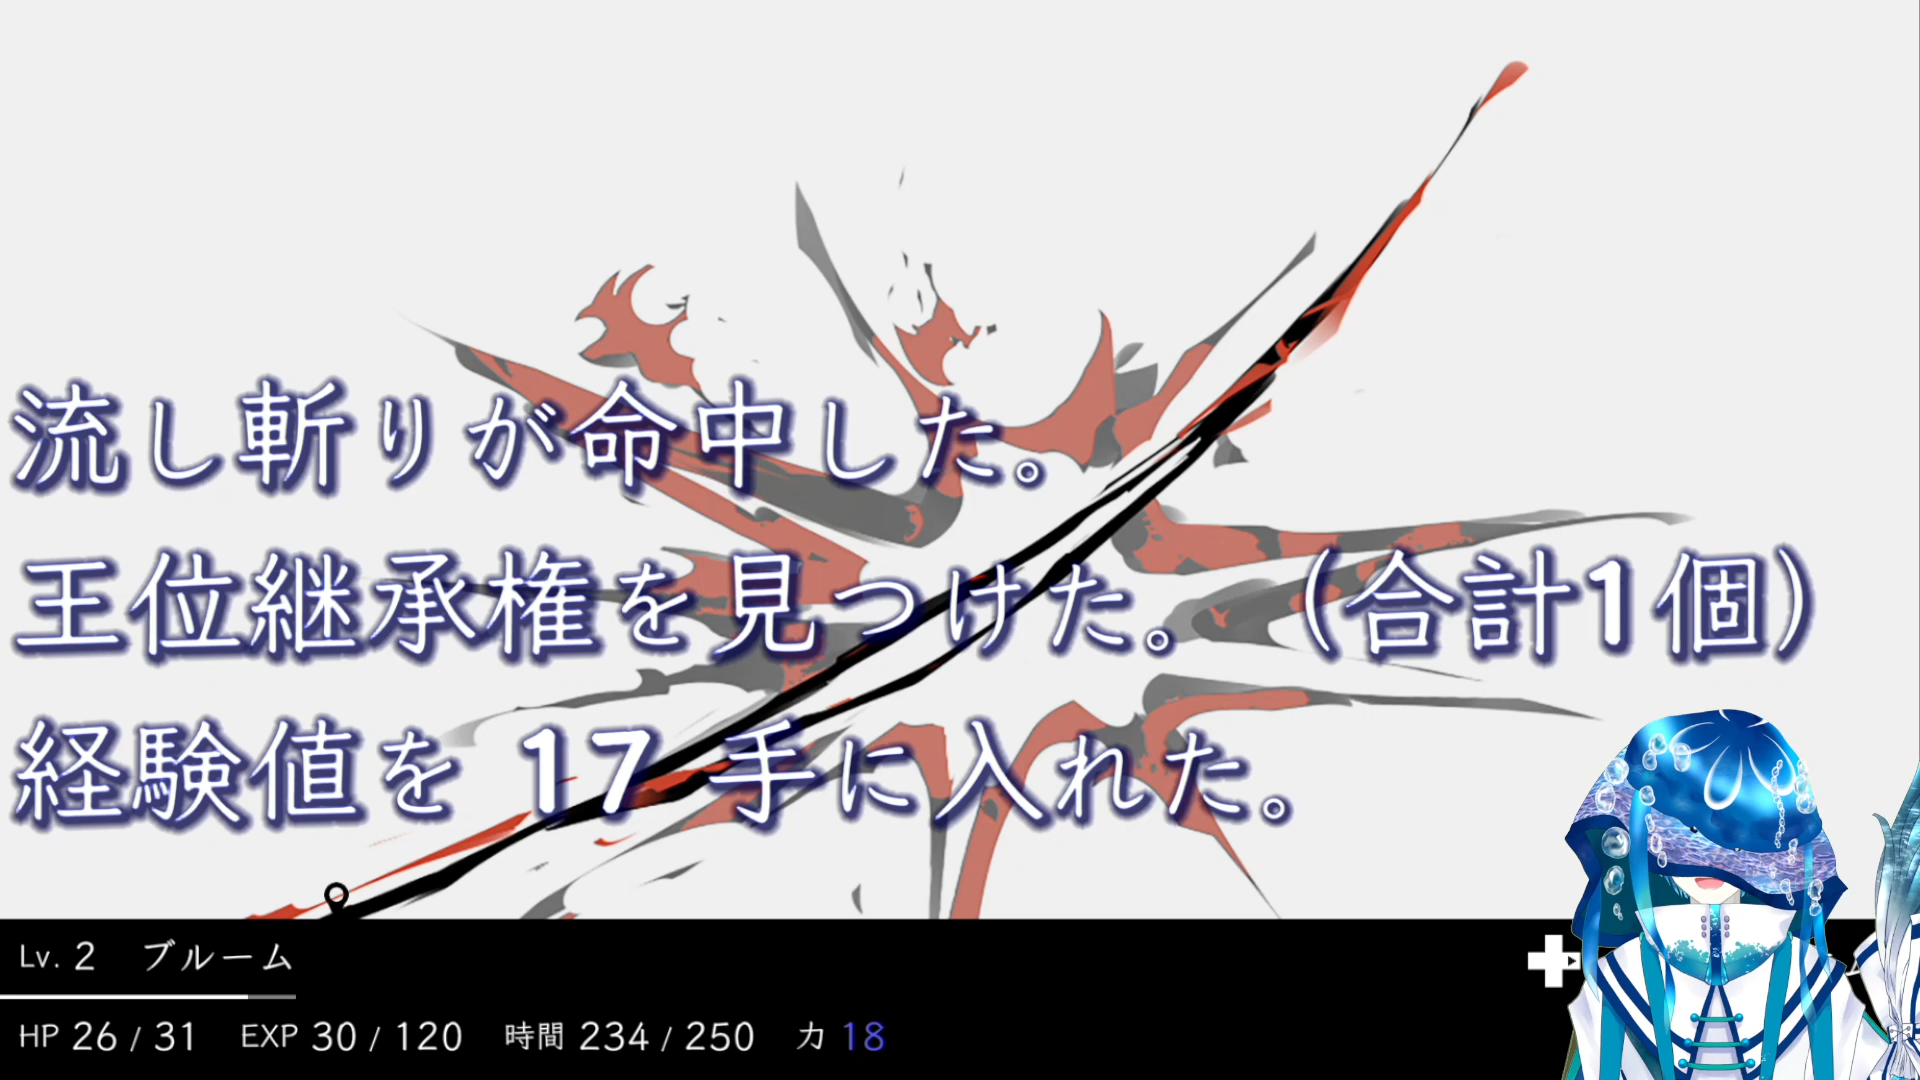 流し斬りが命中した。
王位継承権を見つけた。（合計1個）
経験値を 17 手に入れた。
Lv. 2 ブルーム
HP 26 / 31 EXP 30 / 120 時間 234 / 250 力 18